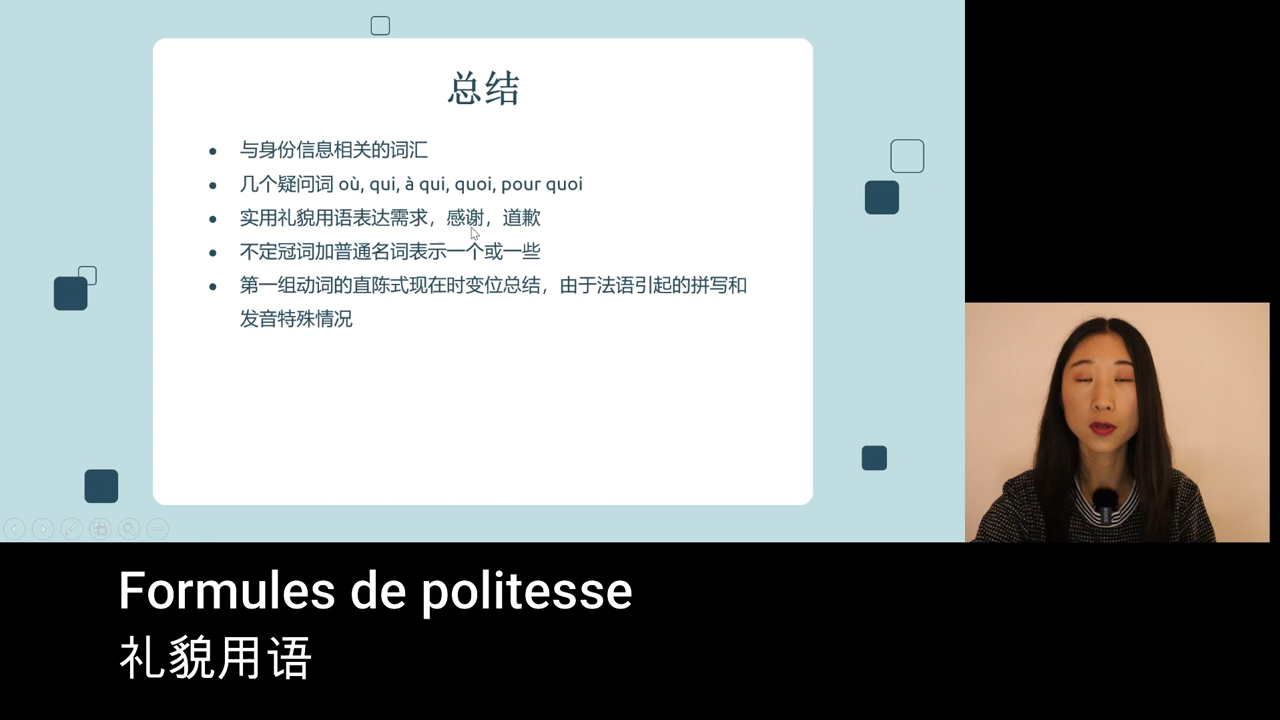 总结
与身份信息相关的词汇
几个疑问词 où, qui, à qui, quoi, pour quoi
实用礼貌用语表达需求，感谢，道歉
不定冠词加普通名词表示一个或一些
第一组动词的直陈式现在时变位总结，由于法语引起的拼写和
发音特殊情况
Formules de politesse
礼貌用语